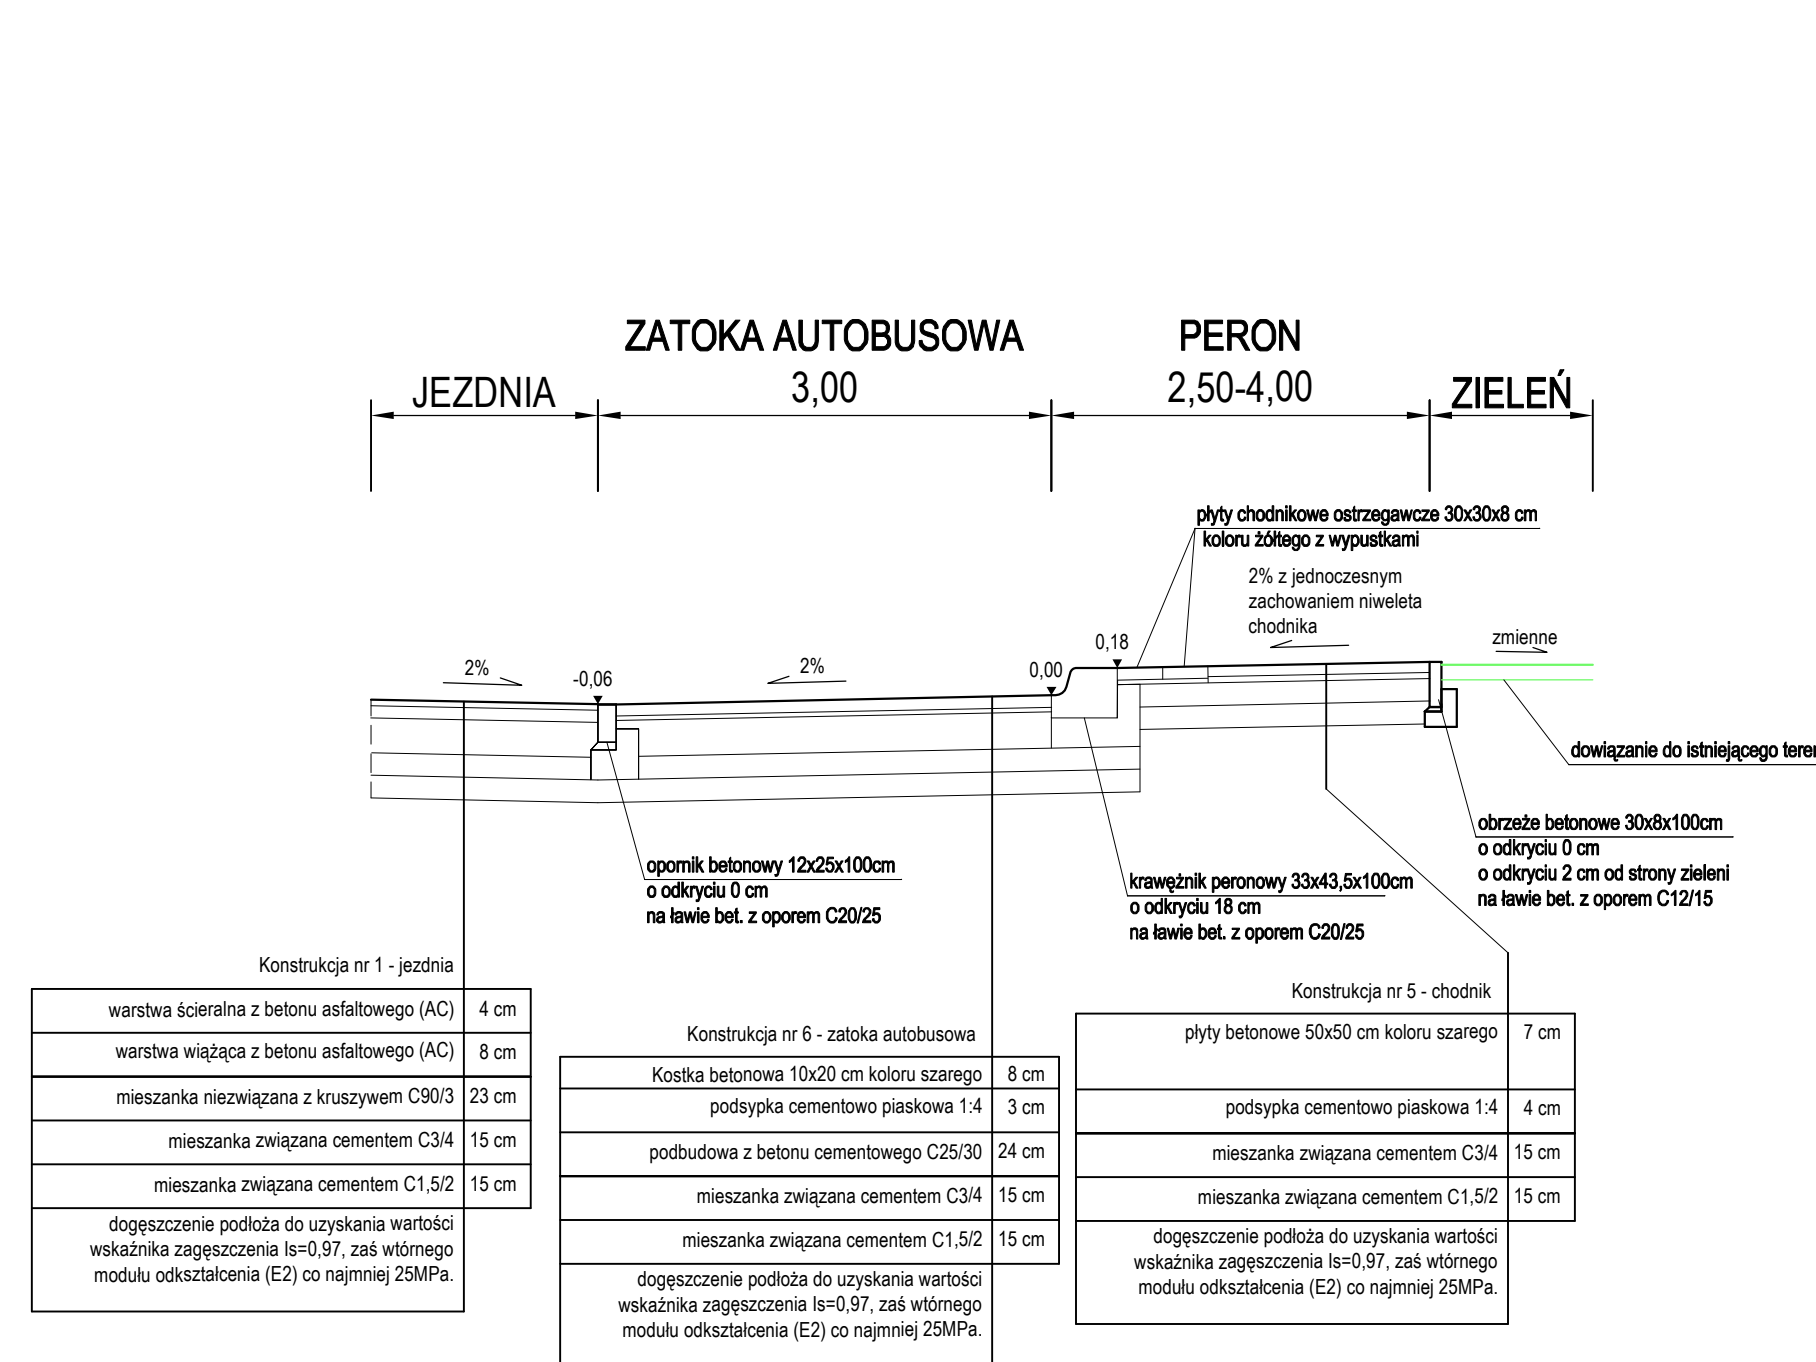 ZATOKA AUTOBUSOWA
3,00
PERON
2,50-4,00
JEZDNIA
ZIELEŃ
płyty chodnikowe ostrzegawcze 30x30x8 cm
koloru żółtego z wypustkami
2% z jednoczesnym
zachowaniem niweleta
chodnika
zmienne
0,18
0,00
2%
2%
-0,06
dowiązanie do istniejącego
obrzeże betonowe 30x8x100cm
o odkryciu 0 cm
o odkryciu 2 cm od strony zieleni
na ławie bet. z oporem C12/15
opornik betonowy 12x25x100cm
o odkryciu 0 cm
na ławie bet. z oporem C20/25
krawężnik peronowy 33x43,5x100cm
o odkryciu 18 cm
na ławie bet. z oporem C20/25
Konstrukcja nr 1 - jezdnia
warstwa ścieralna z betonu asfaltowego (AC) 4 cm
warstwa wiążąca z betonu asfaltowego (AC) 8 cm
mieszanka niezwiązana z kruszywem C90/3 23 cm
mieszanka związana cementem C3/4 15 cm
mieszanka związana cementem C1,5/2 15 cm
dogęszczenie podłoża do uzyskania wartości
wskaźnika zagęszczenia Is=0,97, zaś wtórnego
modułu odkształcenia (E2) co najmniej 25MPa.
Konstrukcja nr 6 - zatoka autobusowa
Kostka betonowa 10x20 cm koloru szarego 8 cm
podsypka cementowo piaskowa 1:4 3 cm
podbudowa z betonu cementowego C25/30 24 cm
mieszanka związana cementem C3/4 15 cm
mieszanka związana cementem C1,5/2 15 cm
dogęszczenie podłoża do uzyskania wartości
wskaźnika zagęszczenia Is=0,97, zaś wtórnego
modułu odkształcenia (E2) co najmniej 25MPa.
Konstrukcja nr 5 - chodnik
płyty betonowe 50x50 cm koloru szarego 7 cm
podsypka cementowo piaskowa 1:4 4 cm
mieszanka związana cementem C3/4 15 cm
mieszanka związana cementem C1,5/2 15 cm
dogęszczenie podłoża do uzyskania wartości
wskaźnika zagęszczenia Is=0,97, zaś wtórnego
modułu odkształcenia (E2) co najmniej 25MPa.